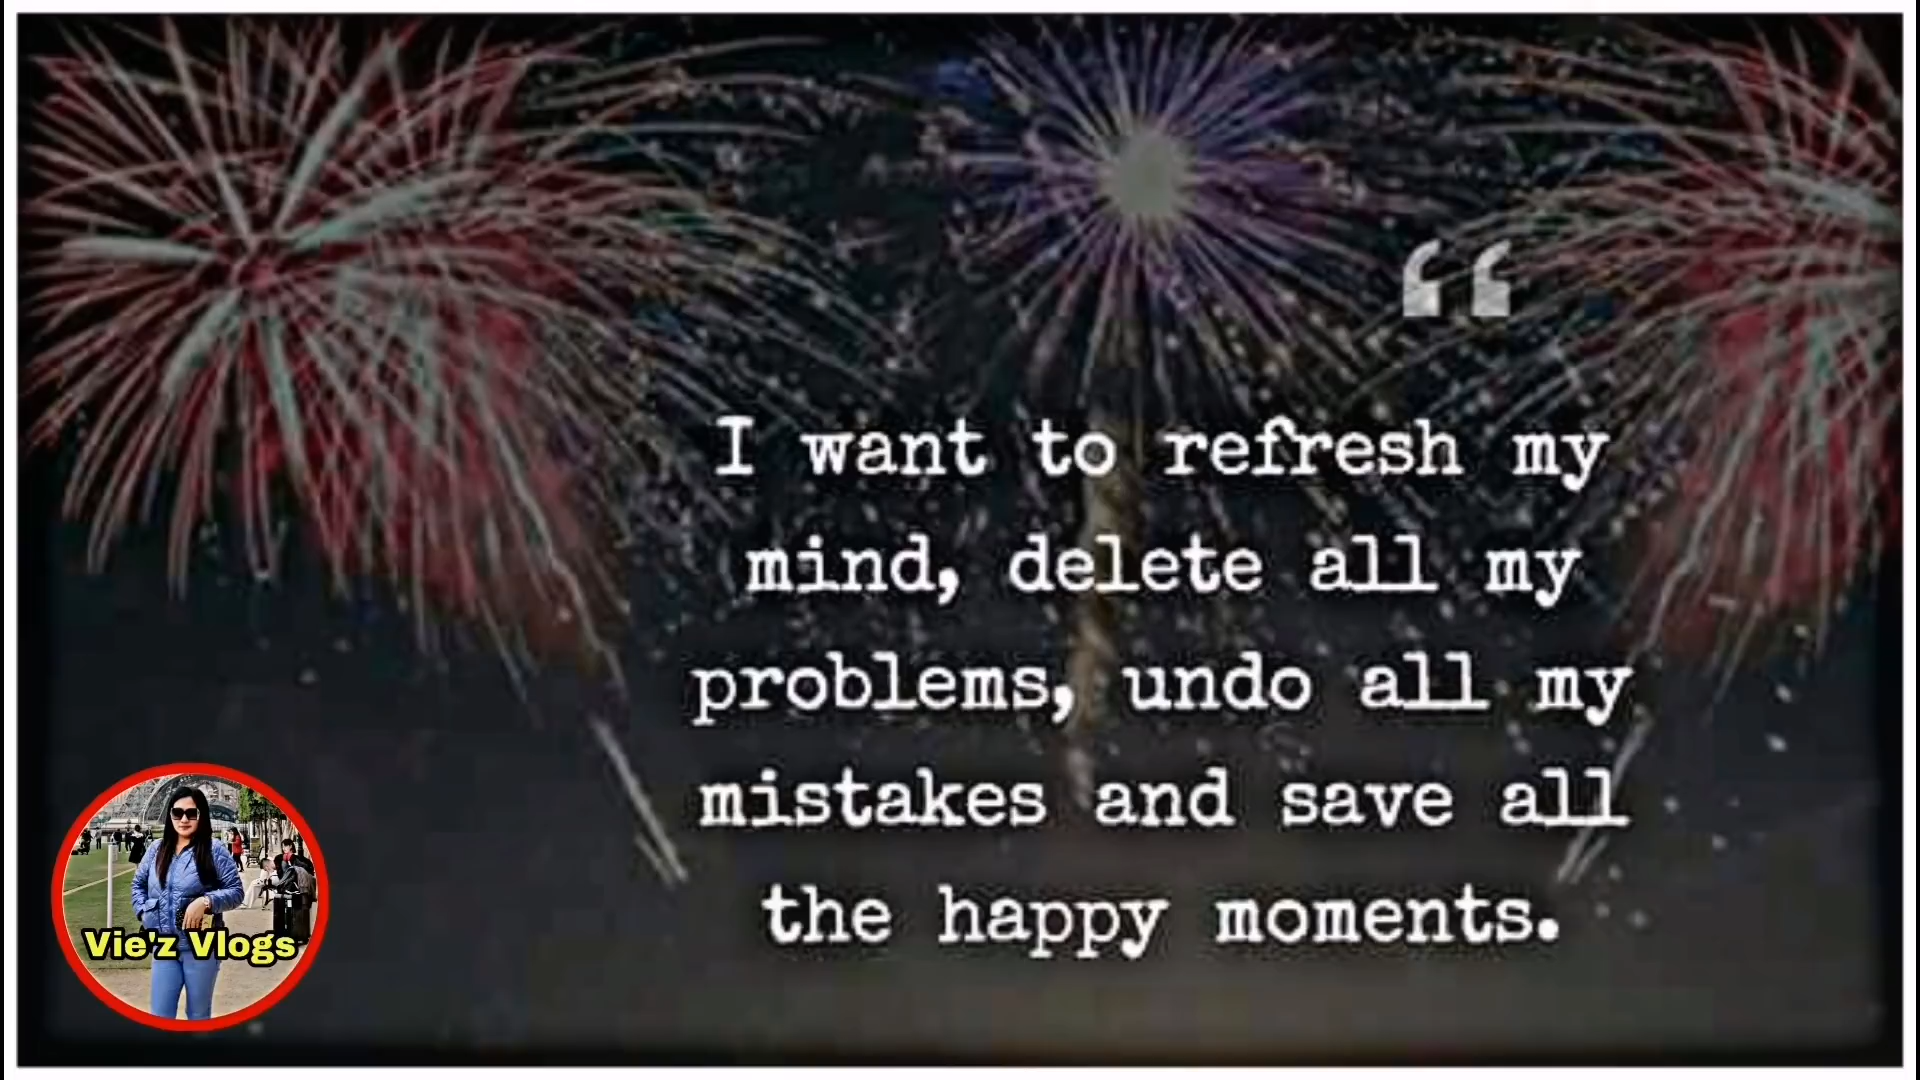 “
I want to refresh my
mind, delete all my
problems, undo all my
mistakes and save all
the happy moments.
Vie'z Vlogs